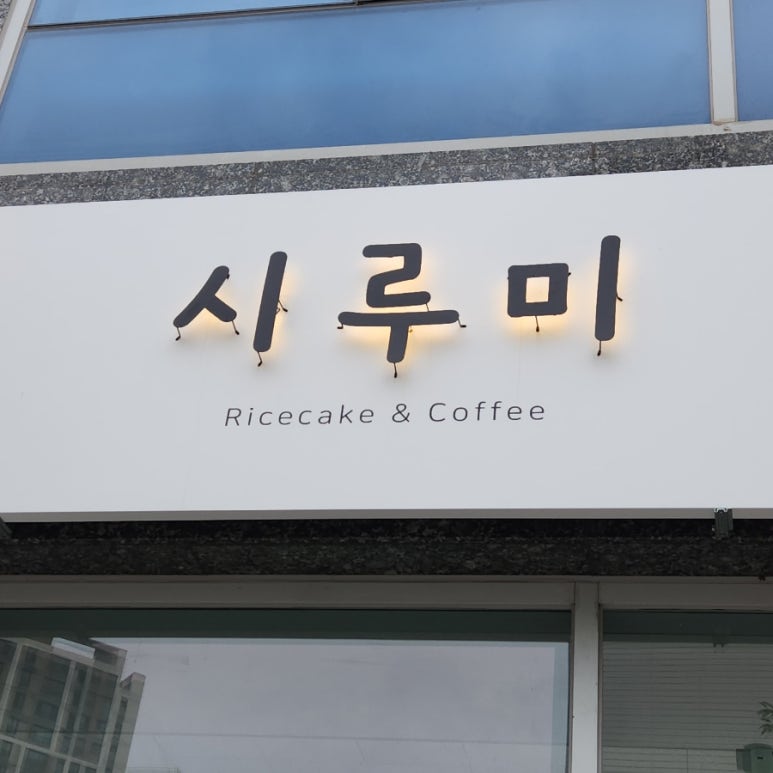 시루미
Ricecake & Coffee